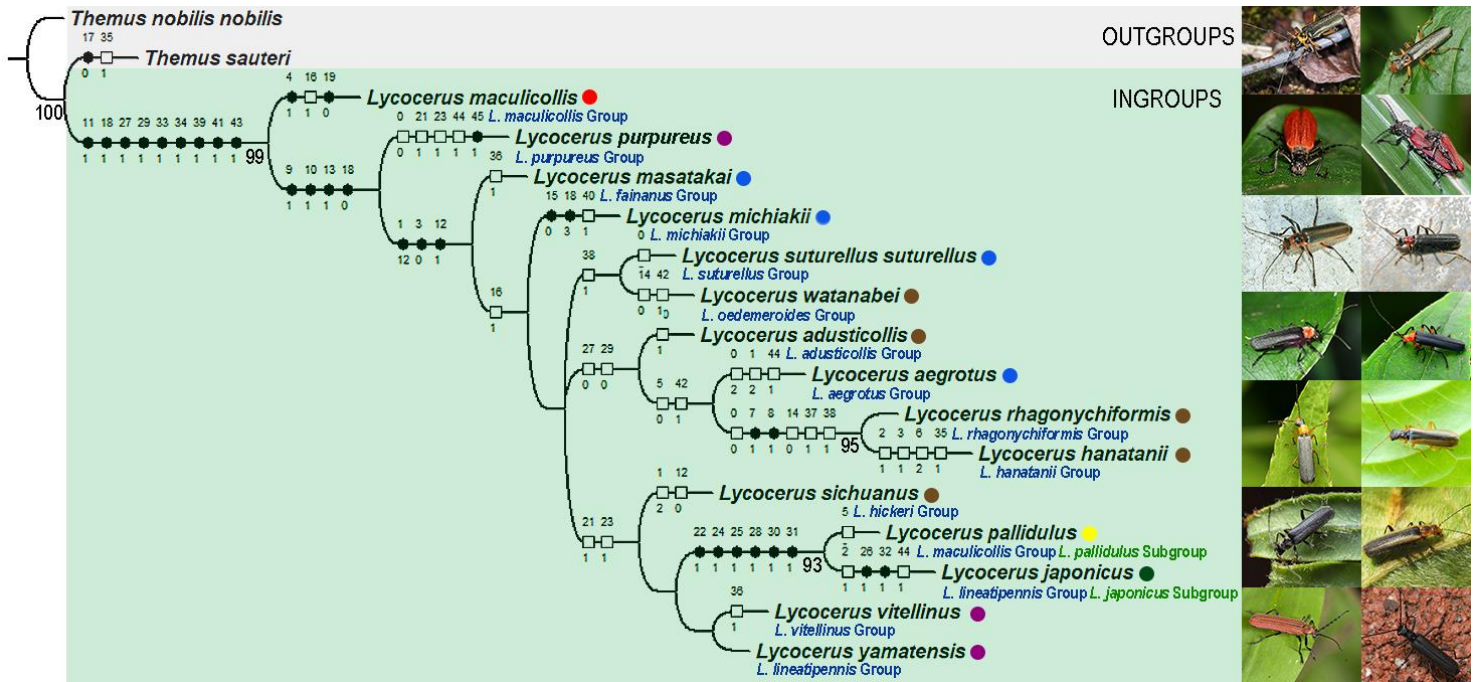 Themus nobilis nobilis
OUTGROUPS
17 35
Themus sauteri
0 1
100
INGROUPS
4 16 19
Lycocerus maculicollis
1 1 0
L. maculicollis Group
11 18 27 29 33 34 39 41 43
1 1 1 1 1 1 1 1 1
99
0 21 23 44 45
Lycocerus purpureus
0 1 1 1 1
L. purpureus Group
9 10 13 18
1 1 1 0
36
Lycocerus masatakai
1
L. fainanus Group
15 18 40
Lycocerus michiakii
0 3 1
0 L. michiakii Group
1 3 12
12 0 1
38
Lycocerus suturellus suturellus
1
L. suturellus Group
14 42
Lycocerus watanabei
0 1 0
L. oedemeroides Group
16
1
Lycocerus adusticollis
1
L. adusticollis Group
27 29
0 0
0 1 44
Lycocerus aegrotus
2 2 1
L. aegrotus Group
5 42
0 1
0 7 8 14 37 38
0 1 1 0 1 1
95
Lycocerus rhagonychiformis
2 3 6 35
L. rhagonychiformis Group
Lycocerus hanatanii
1 1 2 1
L. hanatanii Group
1 12
Lycocerus sichuanus
2 0
L. hickeri Group
21 23
1 1
5
Lycocerus pallidulus
22 24 25 28 30 31
1 1 1 1 1 1
93
L. maculicollis Group L. pallidulus Subgroup
2 26 32 44
Lycocerus japonicus
1 1 1 1
L. lineatipennis Group L. japonicus Subgroup
36
Lycocerus vitellinus
1
L. vitellinus Group
Lycocerus yamatensis
L. lineatipennis Group